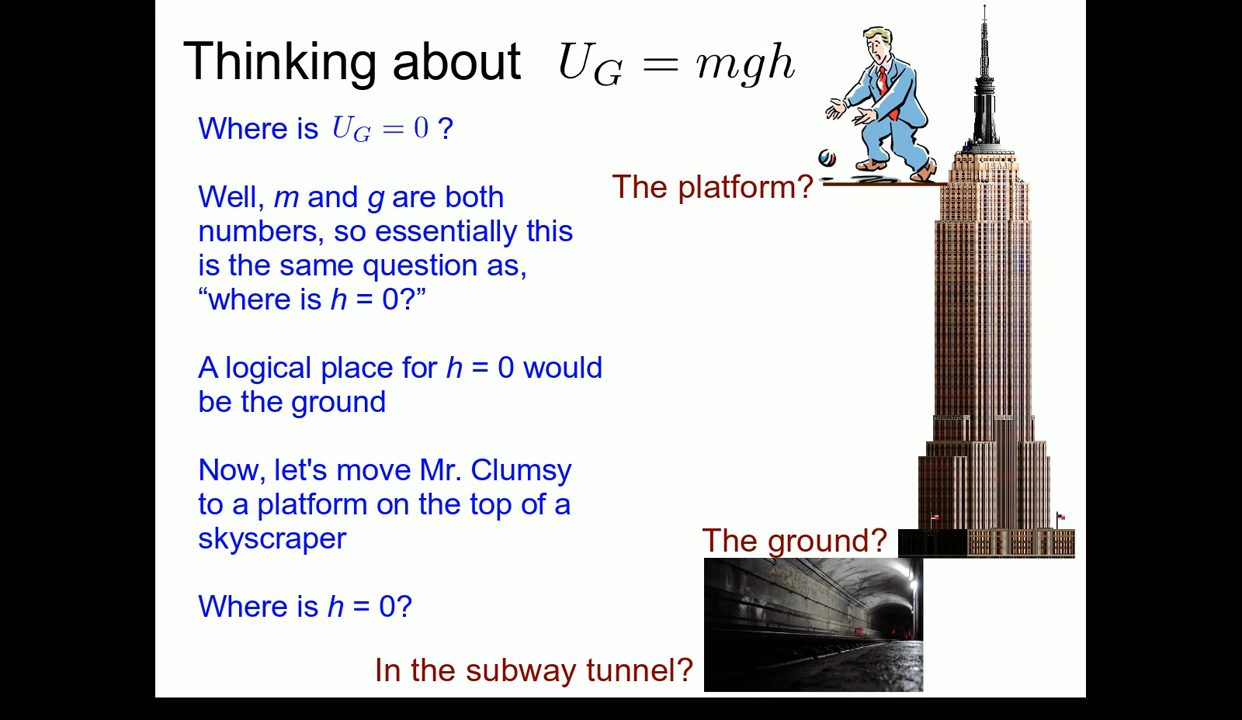 Thinking about U_G = mgh
Where is U_G = 0 ?
The platform?
Well, m and g are both
numbers, so essentially this
is the same question as,
“where is h = 0?”
A logical place for h = 0 would
be the ground
Now, let's move Mr. Clumsy
to a platform on the top of a
skyscraper
The ground?
Where is h = 0?
In the subway tunnel?